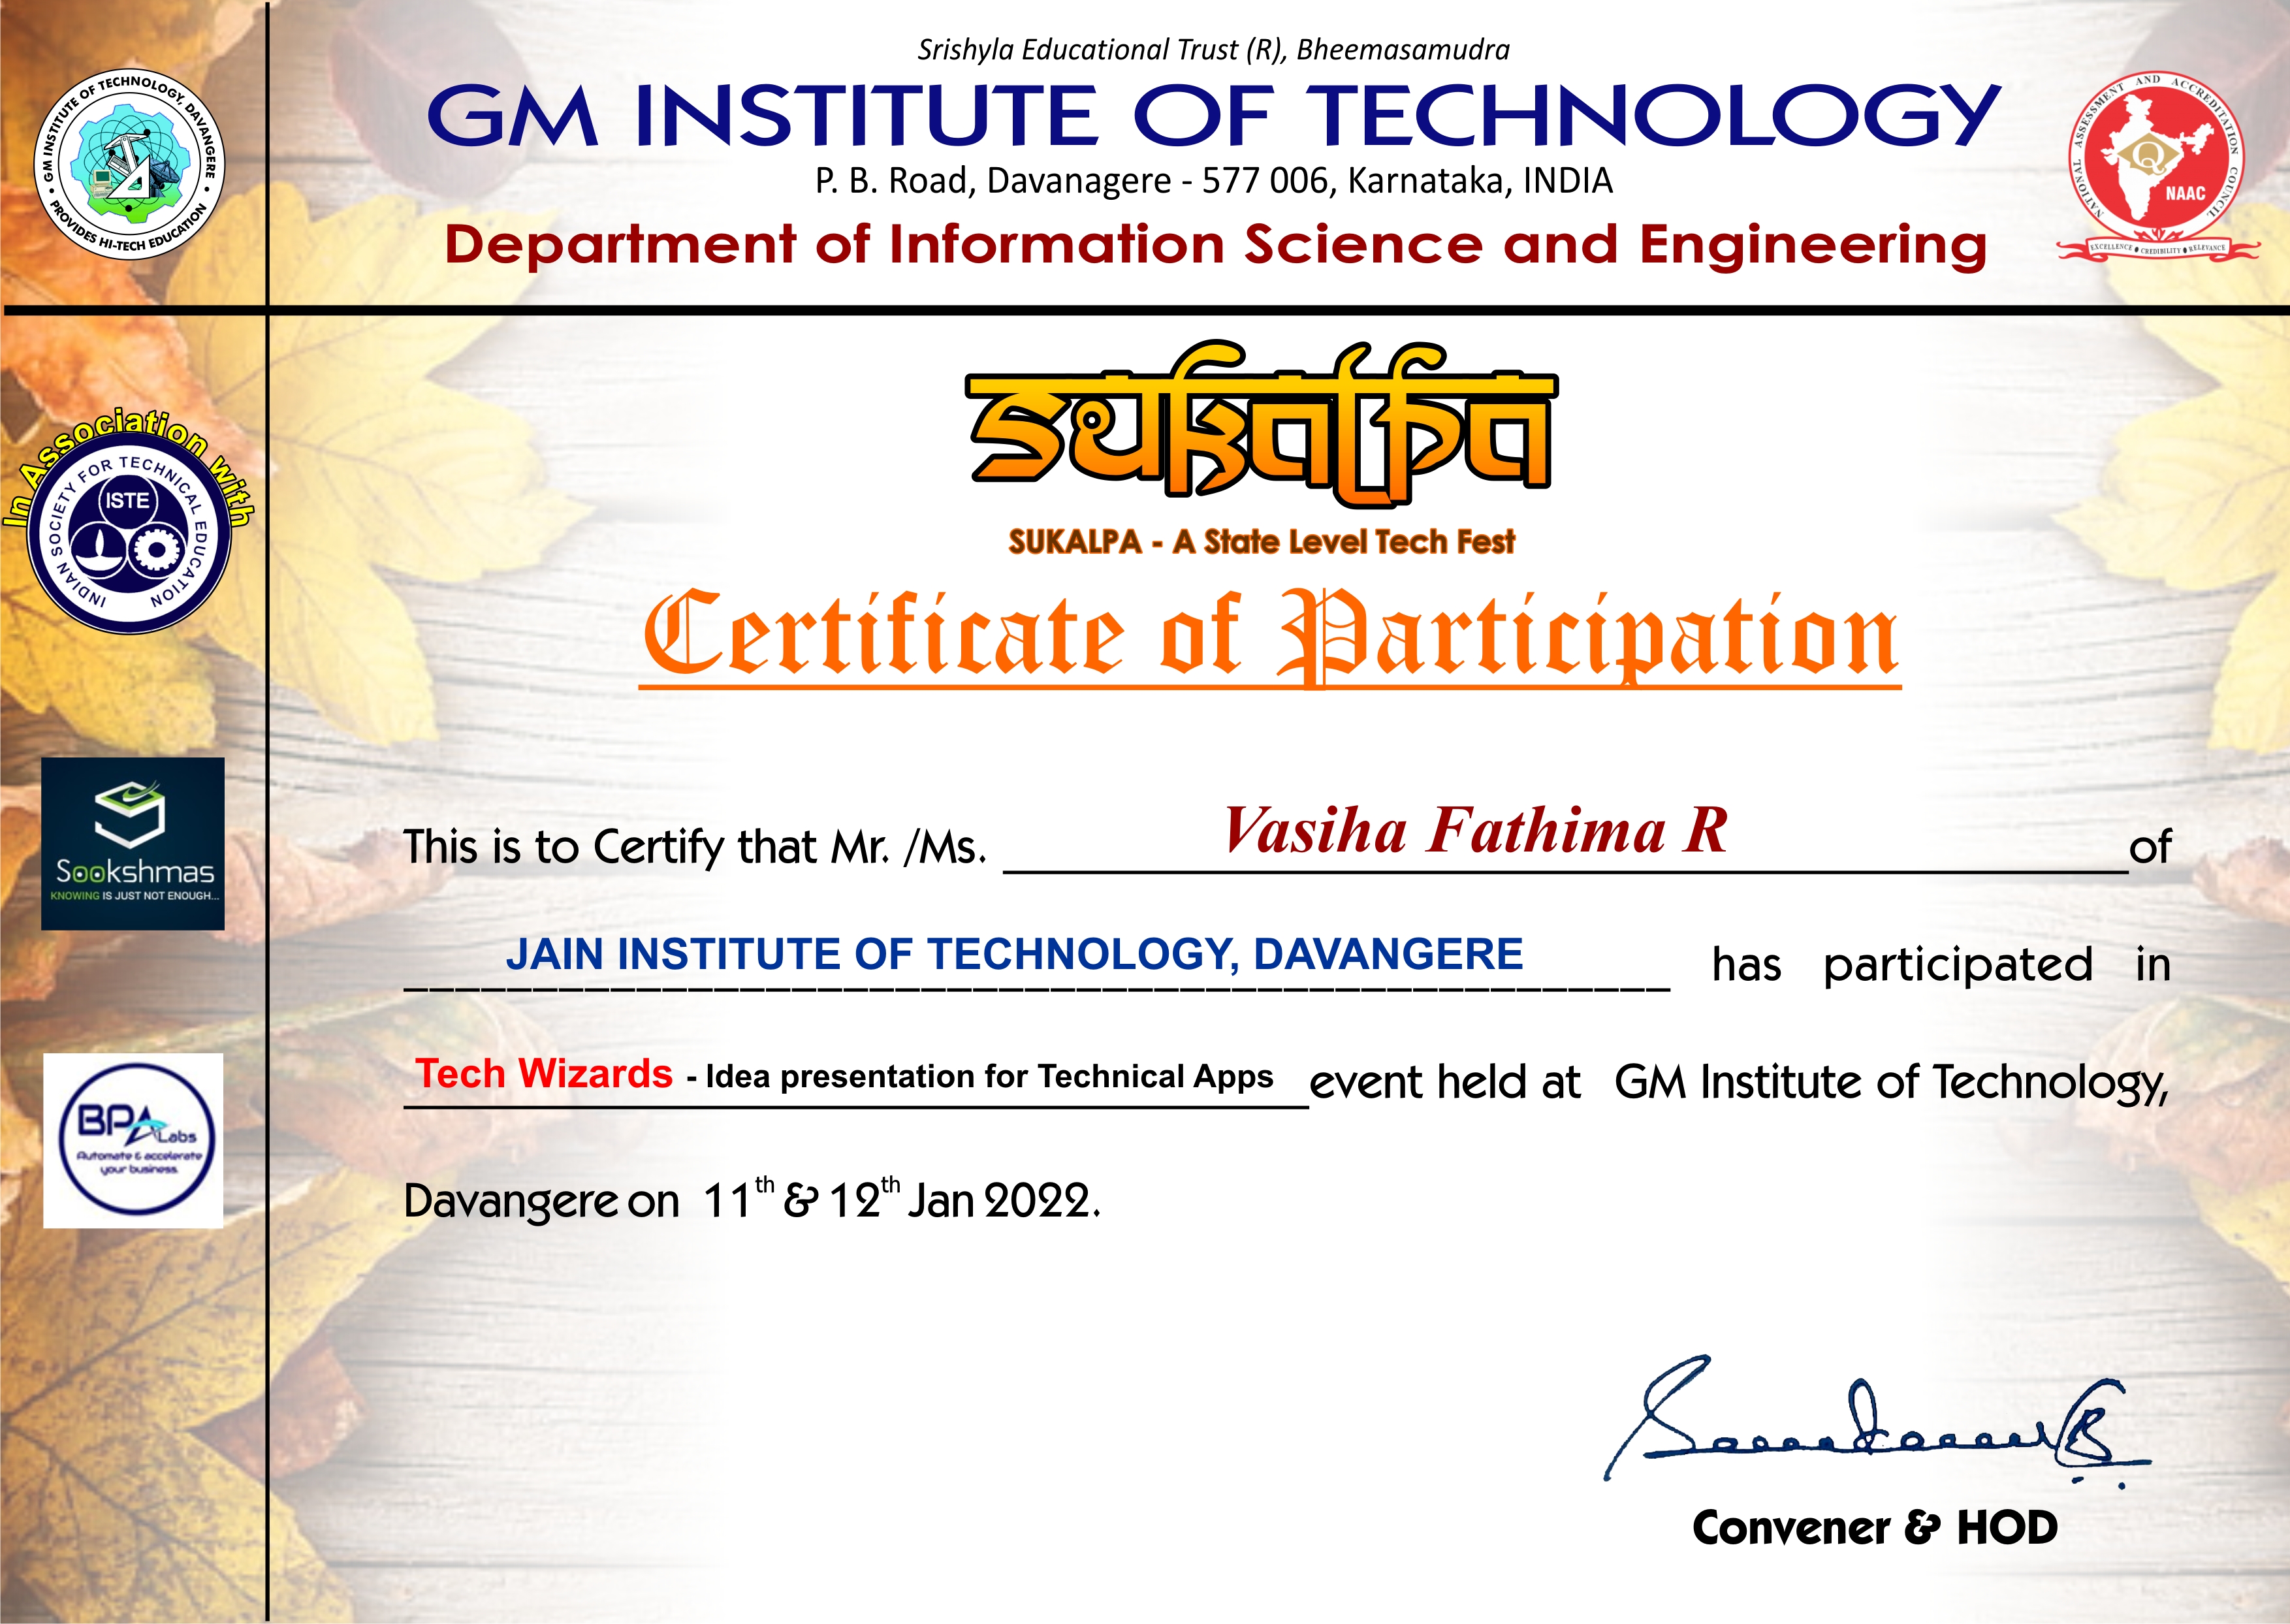 Srishyla Educational Trust (R), Bheemasamudra
GM INSTITUTE OF TECHNOLOGY
P. B. Road, Davanagere - 577 006, Karnataka, INDIA
Department of Information Science and Engineering
GM INSTITUTE OF TECHNOLOGY, DAVANGERE
PROVIDES HI-TECH EDUCATION
NATIONAL ASSESSMENT AND ACCREDITATION COUNCIL
Q
NAAC
EXCELLENCE CREDIBILITY RELEVANCE
In Association with
INDIAN SOCIETY FOR TECHNICAL EDUCATION
ISTE
Sookshmas
KNOWING IS JUST NOT ENOUGH...
BPA Labs
Automate & accelerate
your business.
sukalpa
SUKALPA - A State Level Tech Fest
Certificate of Participation
This is to Certify that Mr. /Ms. Vasiha Fathima R of
JAIN INSTITUTE OF TECHNOLOGY, DAVANGERE has participated in
Tech Wizards - Idea presentation for Technical Apps event held at GM Institute of Technology,
Davangere on 11th & 12th Jan 2022.
Convener & HOD